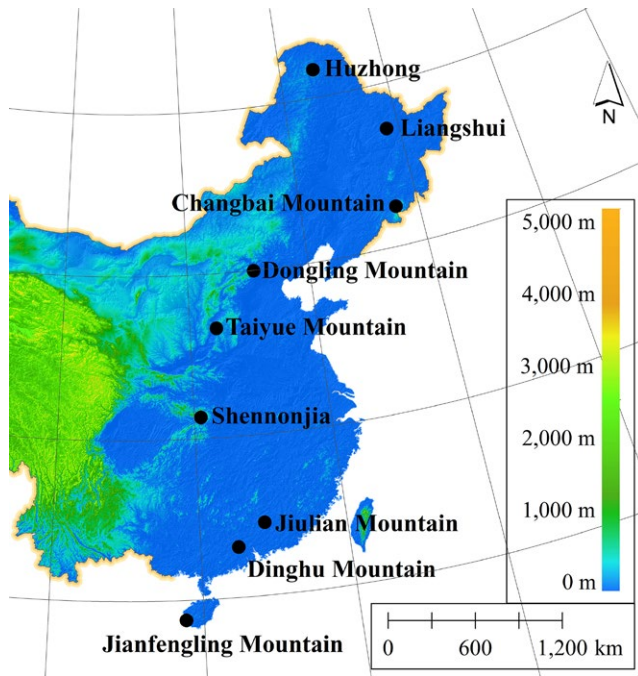 Huzhong
N
Liangshui
Changbai Mountain
5,000 m
Dongling Mountain
4,000 m
Taiyue Mountain
3,000 m
Shennonjia
2,000 m
1,000 m
Jiulian Mountain
Dinghu Mountain
0 m
Jianfengling Mountain
0 600 1,200 km